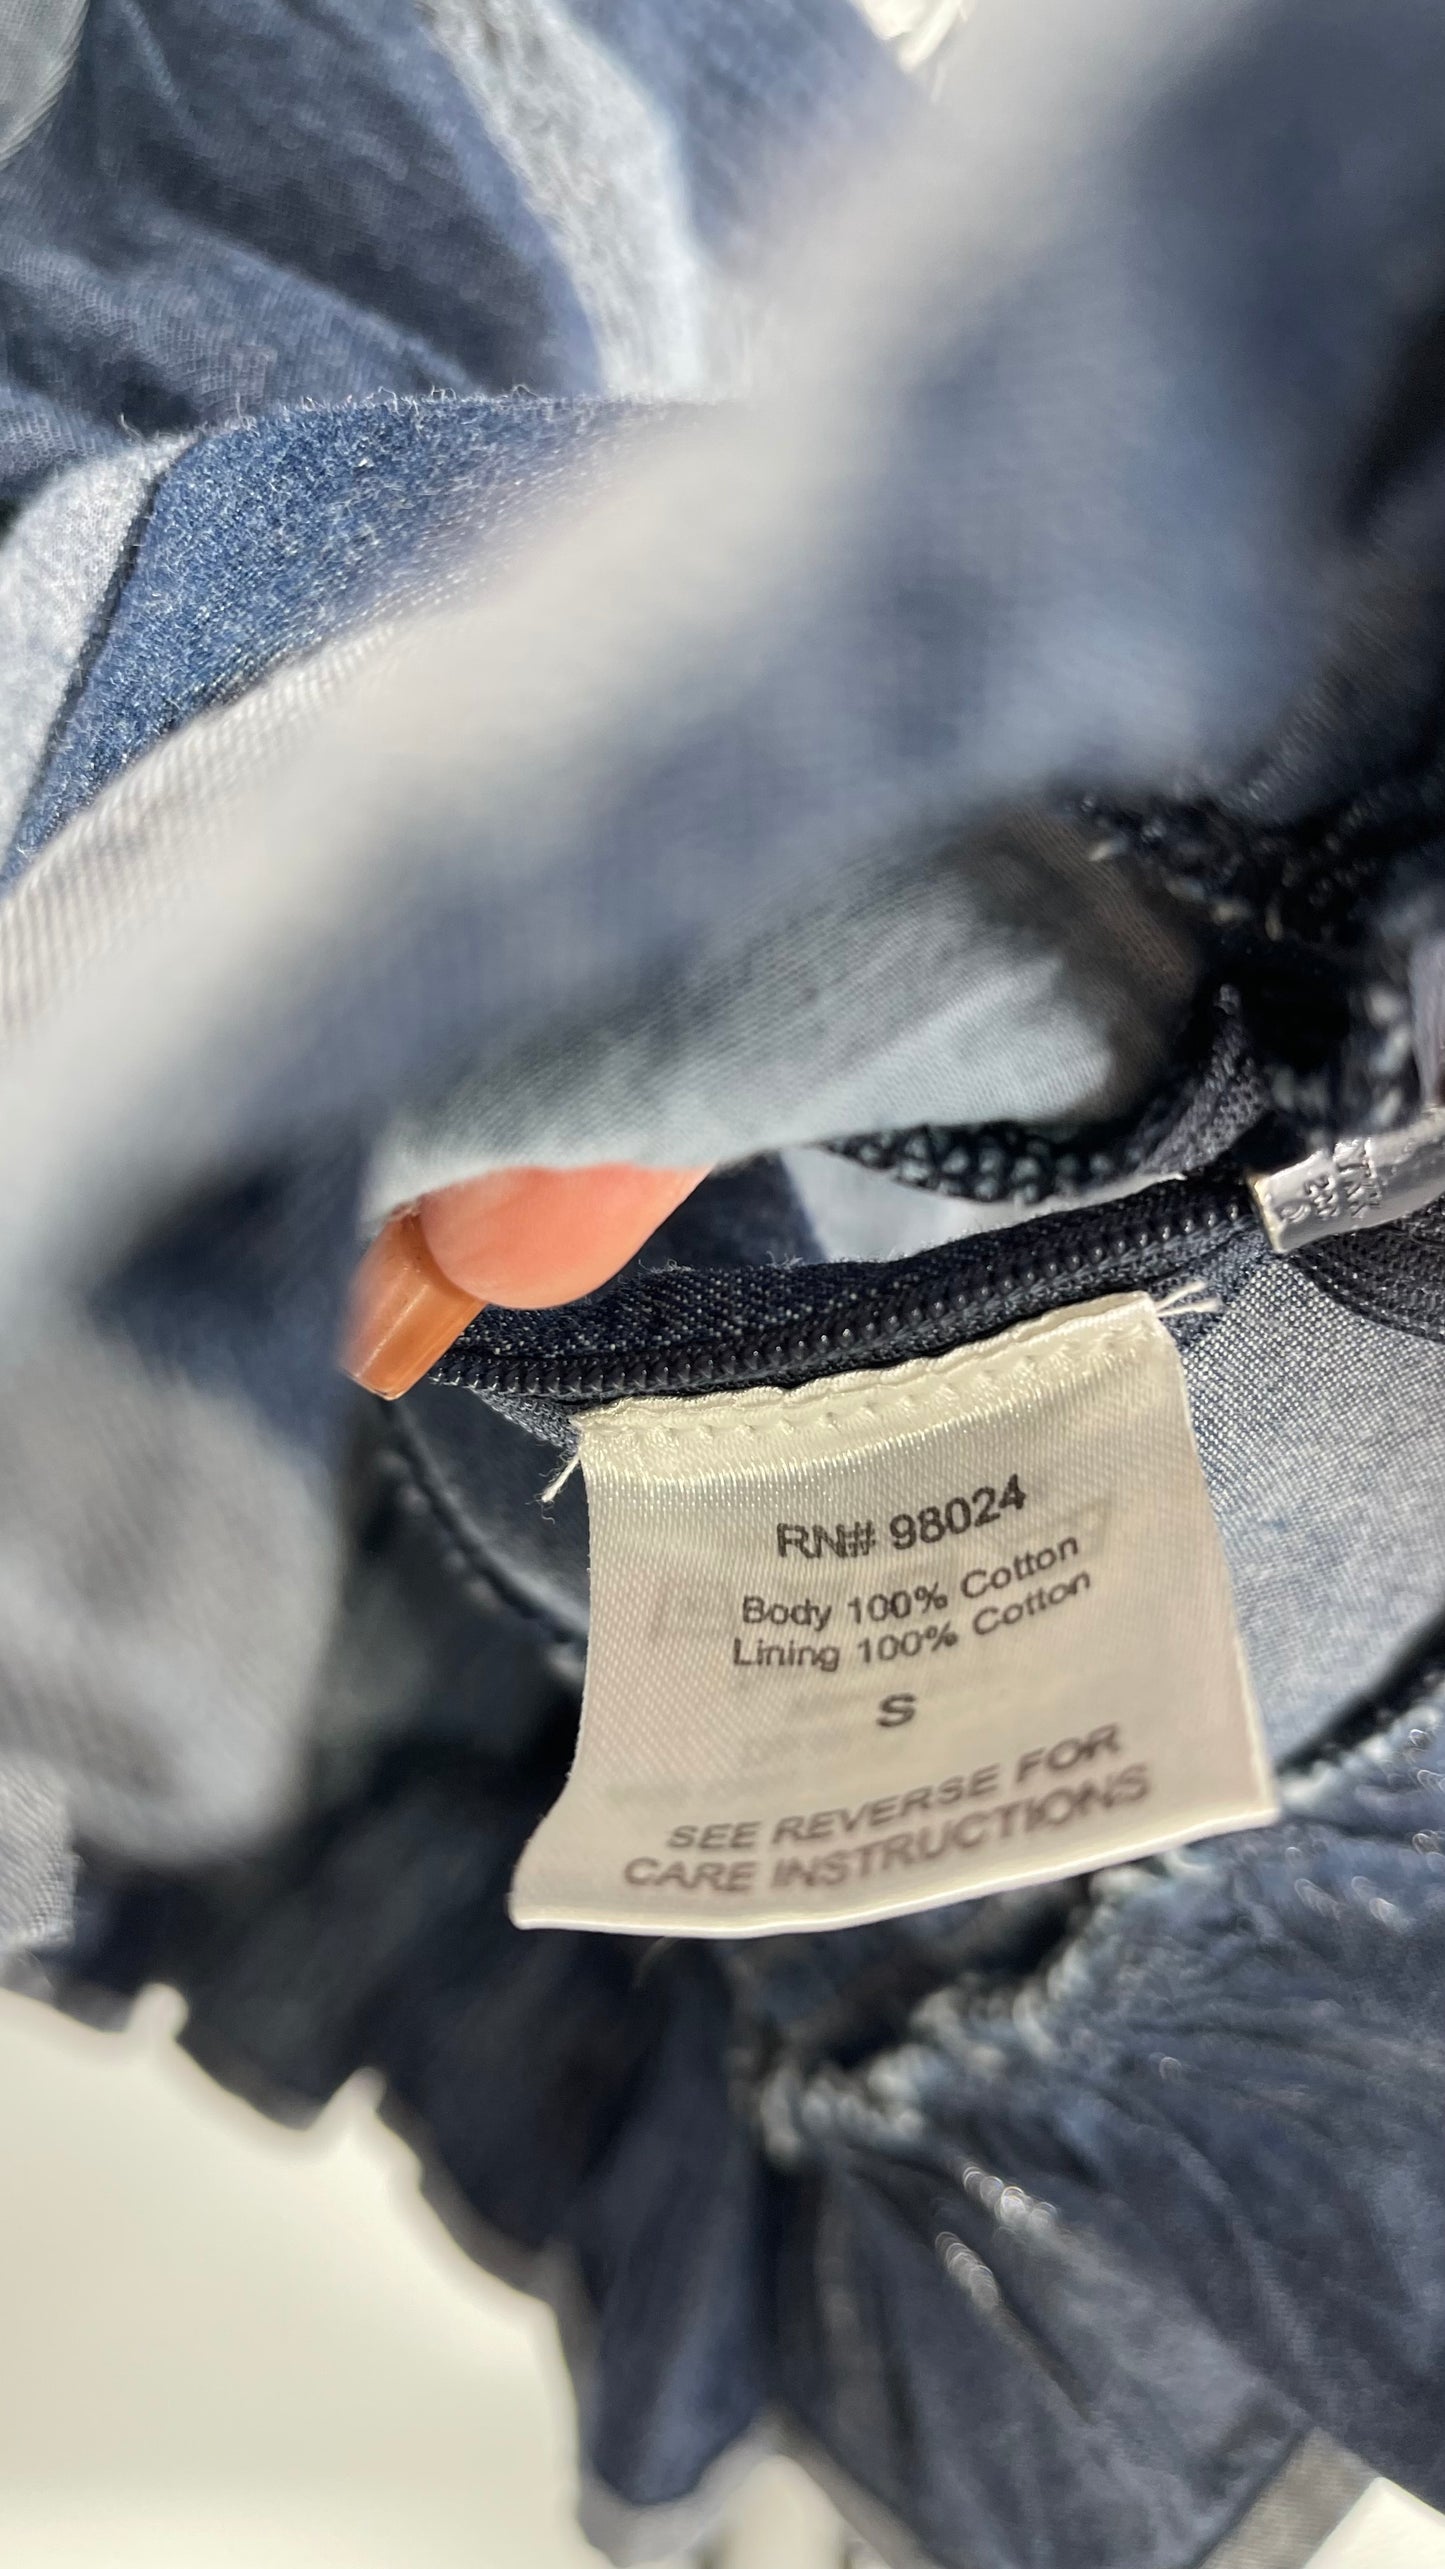 RN# 98024
Body 100% Cotton
Lining 100% Cotton
S
SEE REVERSE FOR
CARE INSTRUCTIONS